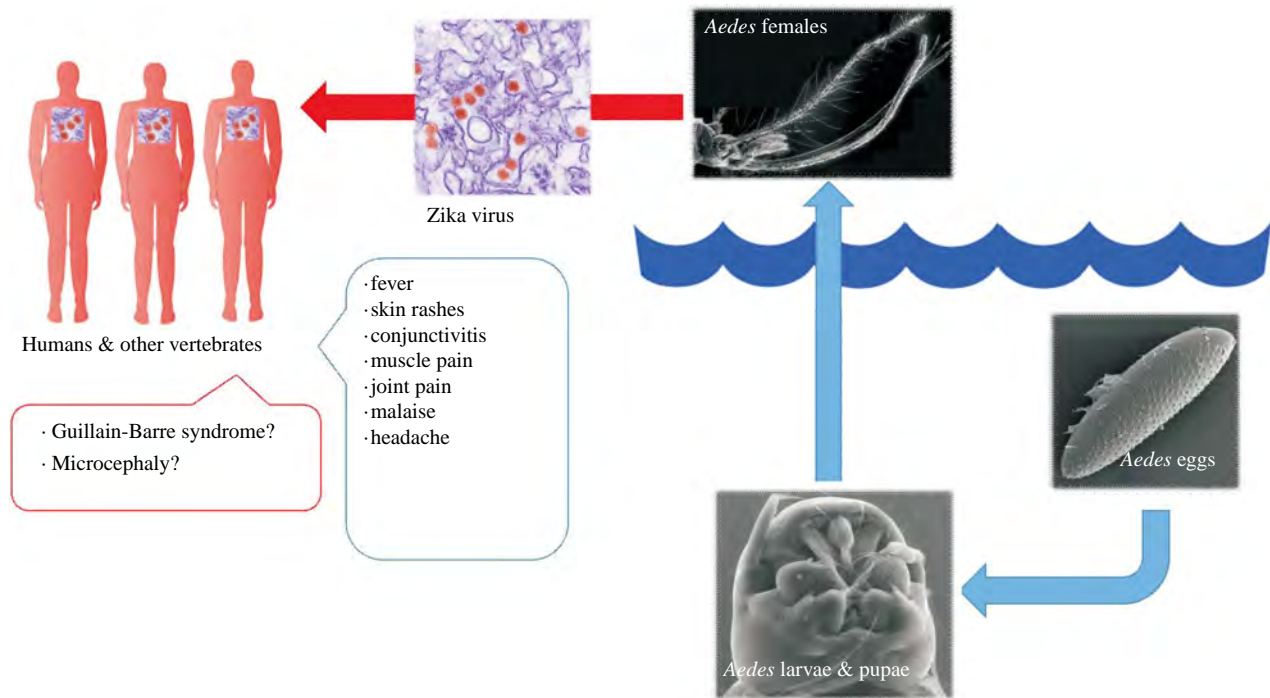 Aedes females
Zika virus
Humans & other vertebrates
· fever
· skin rashes
· conjunctivitis
· muscle pain
· joint pain
· malaise
· headache
· Guillain-Barre syndrome?
· Microcephaly?
Aedes eggs
Aedes larvae & pupae